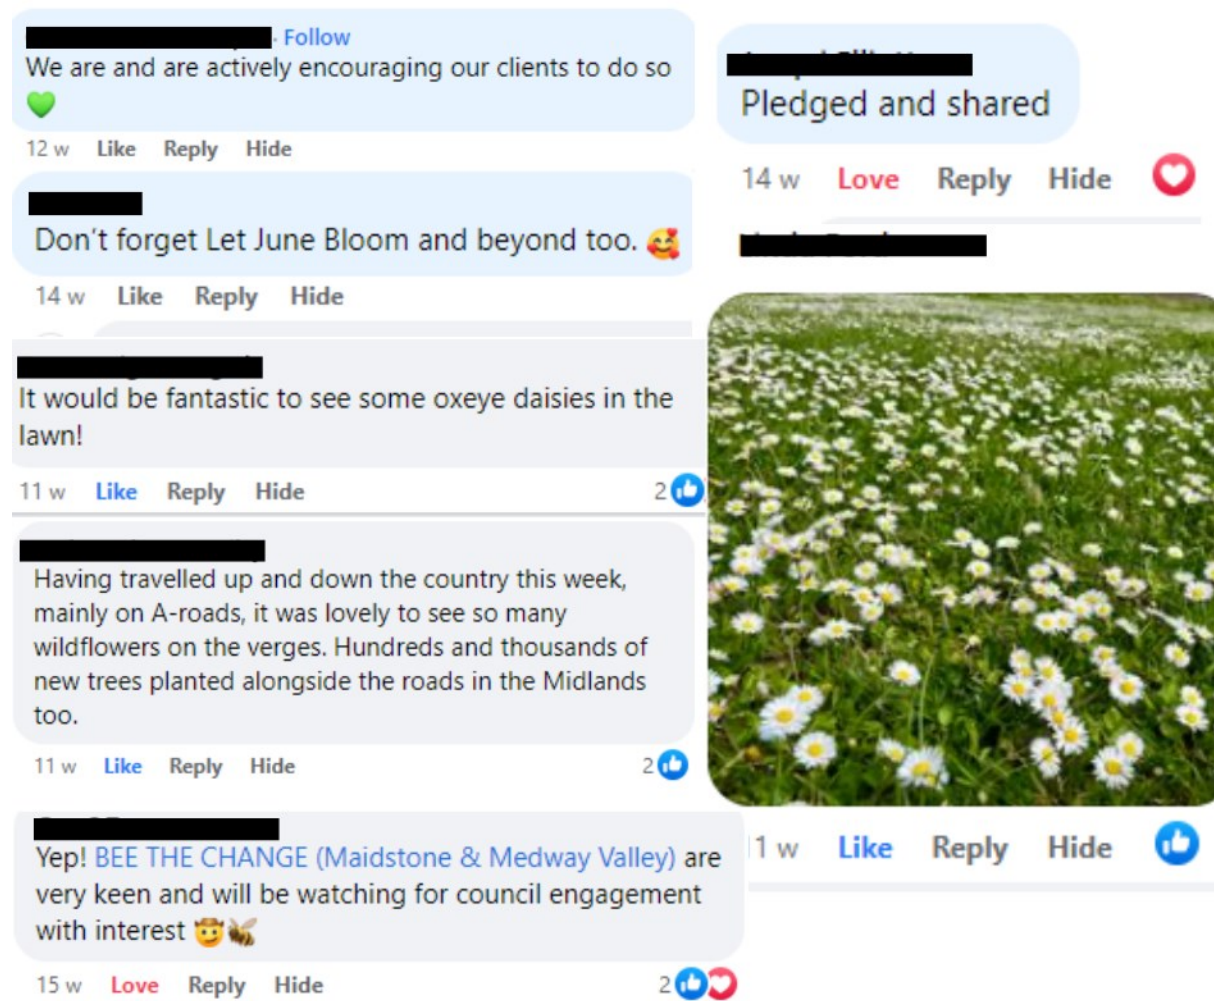 Follow
We are and are actively encouraging our clients to do so
💚
12 w Like Reply Hide
Don't forget Let June Bloom and beyond too. 🥰
14 w Like Reply Hide
It would be fantastic to see some oxeye daisies in the
lawn!
11 w Like Reply Hide 2
Having travelled up and down the country this week,
mainly on A-roads, it was lovely to see so many
wildflowers on the verges. Hundreds and thousands of
new trees planted alongside the roads in the Midlands
too.
11 w Like Reply Hide 2
Yep! BEE THE CHANGE (Maidstone & Medway Valley) are
very keen and will be watching for council engagement
with interest 🤠🐝
15 w Love Reply Hide 2
Pledged and shared
14 w Love Reply Hide
1 w Like Reply Hide